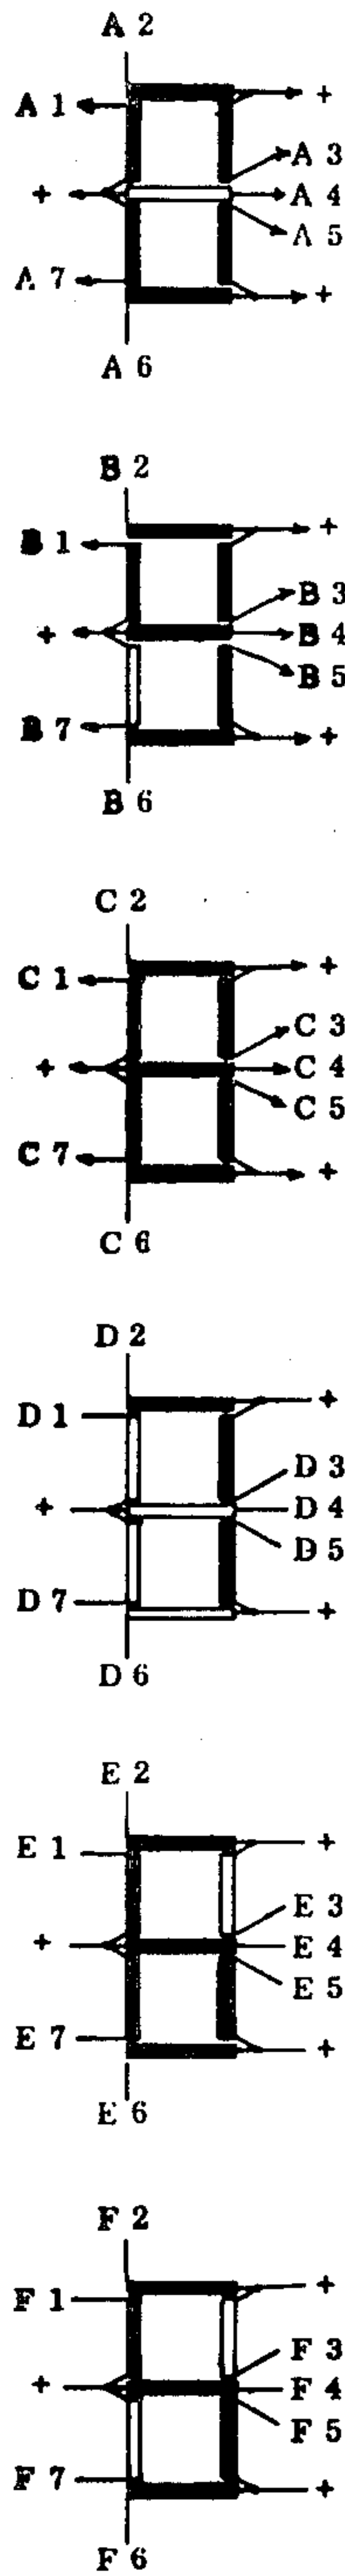 A 2
A 1 +
A 3
+ A 4
A 5
A 7 +
A 6
B 2
B 1 +
B 3
+ B 4
B 5
B 7 +
B 6
C 2
C 1 +
C 3
+ C 4
C 5
C 7 +
C 6
D 2
D 1 +
D 3
+ D 4
D 5
D 7 +
D 6
E 2
E 1 +
E 3
+ E 4
E 5
E 7 +
E 6
F 2
F 1 +
F 3
+ F 4
F 5
F 7 +
F 6